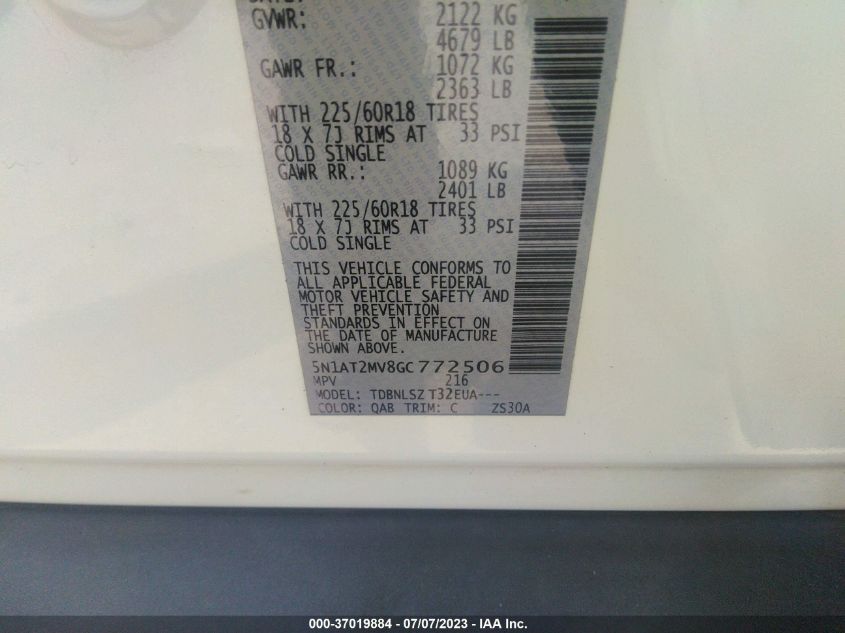 GVWR: 2122 KG
4679 LB
GAWR FR.: 1072 KG
2363 LB
WITH 225/60R18 TIRES
18 X 7J RIMS AT 33 PSI
COLD SINGLE
GAWR RR.: 1089 KG
2401 LB
WITH 225/60R18 TIRES
18 X 7J RIMS AT 33 PSI
COLD SINGLE
THIS VEHICLE CONFORMS TO
ALL APPLICABLE FEDERAL
MOTOR VEHICLE SAFETY AND
THEFT PREVENTION
STANDARDS IN EFFECT ON
THE DATE OF MANUFACTURE
SHOWN ABOVE.
5N1AT2MV8GC772506
MPV 216
MODEL: TDBNLSZ T32EUA---
COLOR: QAB TRIM: C ZS30A
000-37019884 - 07/07/2023 - IAA Inc.